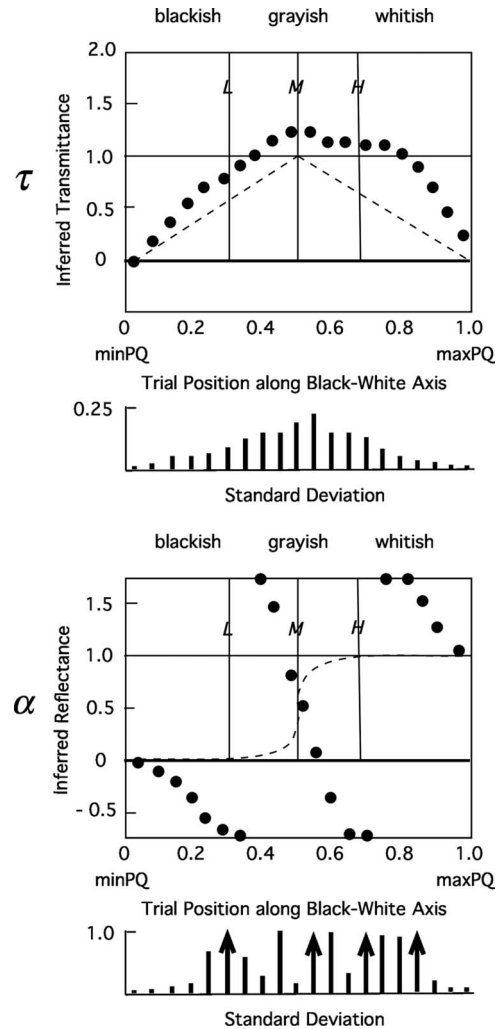 blackish grayish whitish
2.0
L M H
1.5
1.0
0.5
0
τ
Inferred Transmittance
0 0.2 0.4 0.6 0.8 1.0
minPQ maxPQ
Trial Position along Black-White Axis
0.25
Standard Deviation
blackish grayish whitish
1.5
L M H
1.0
0.5
0
- 0.5
α
Inferred Reflectance
0 0.2 0.4 0.6 0.8 1.0
minPQ maxPQ
Trial Position along Black-White Axis
1.0
Standard Deviation